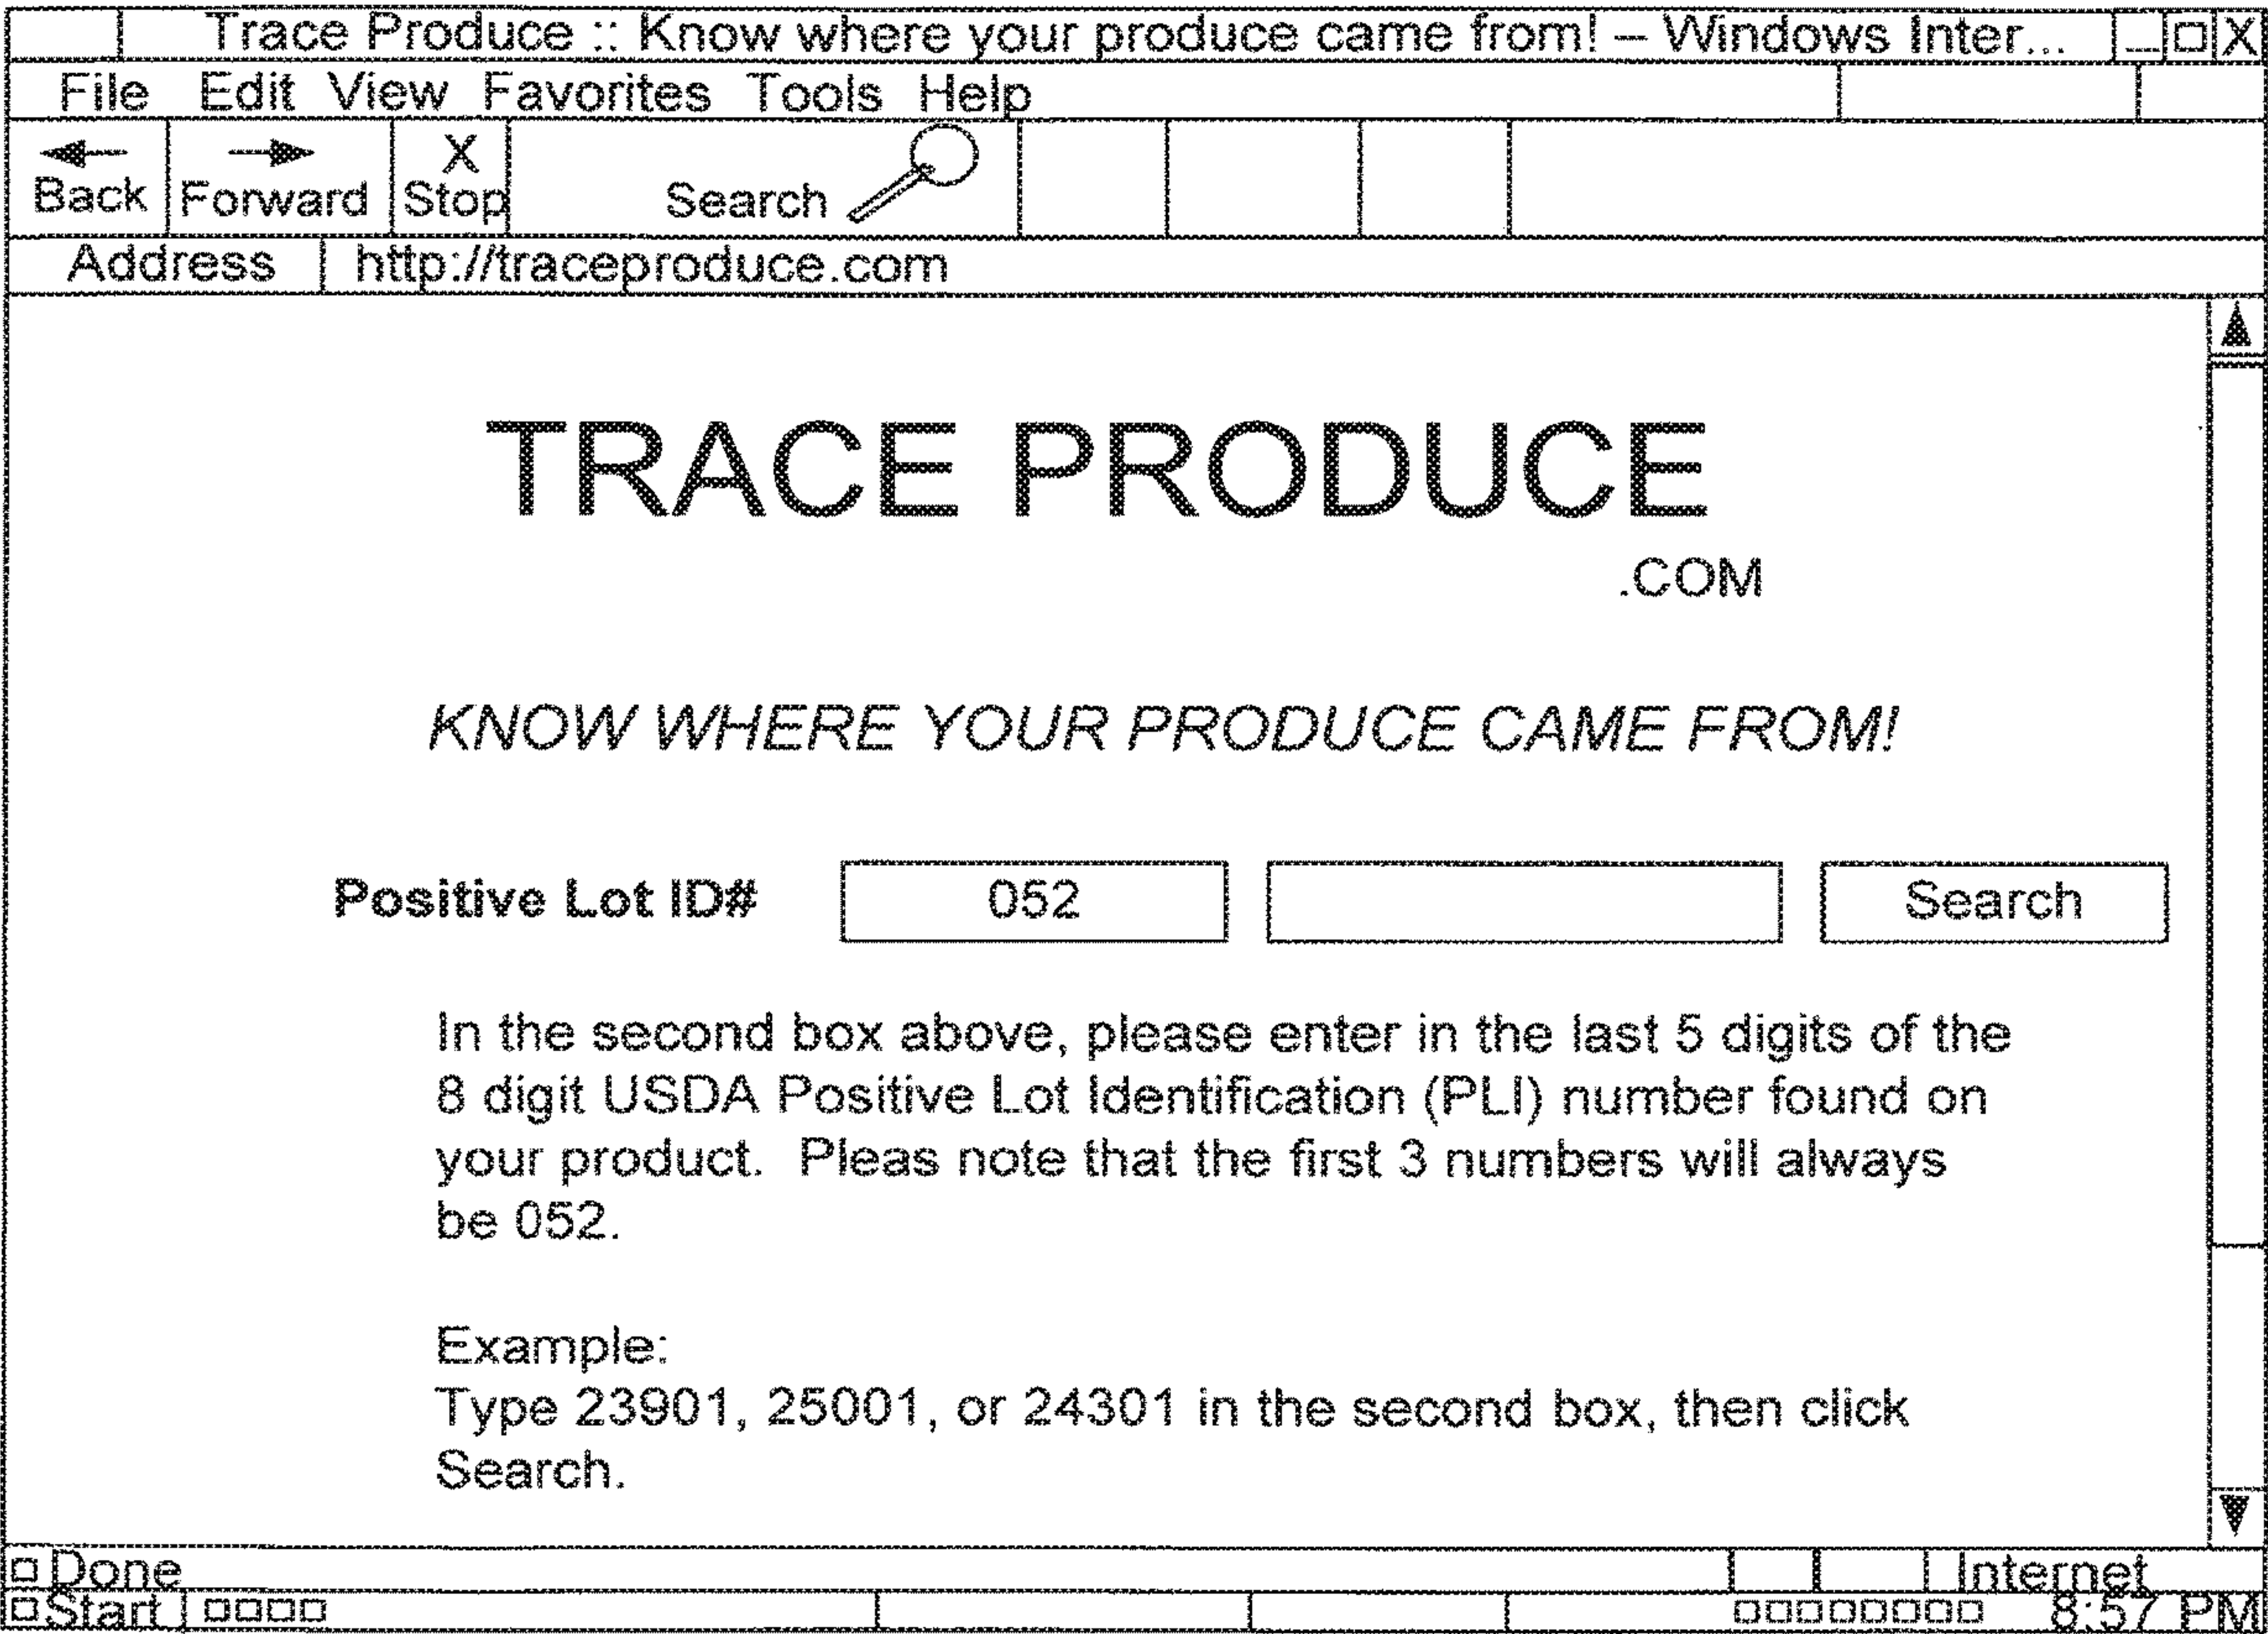 Trace Produce :: Know where your produce came from! – Windows Inter...
File Edit View Favorites Tools Help
X
Back Forward Stop Search
Address http://traceproduce.com
TRACE PRODUCE
.COM
KNOW WHERE YOUR PRODUCE CAME FROM!
Positive Lot ID# 052 Search
In the second box above, please enter in the last 5 digits of the
8 digit USDA Positive Lot Identification (PLI) number found on
your product. Pleas note that the first 3 numbers will always
be 052.
Example:
Type 23901, 25001, or 24301 in the second box, then click
Search.
Done Internet
Start 8:57 PM